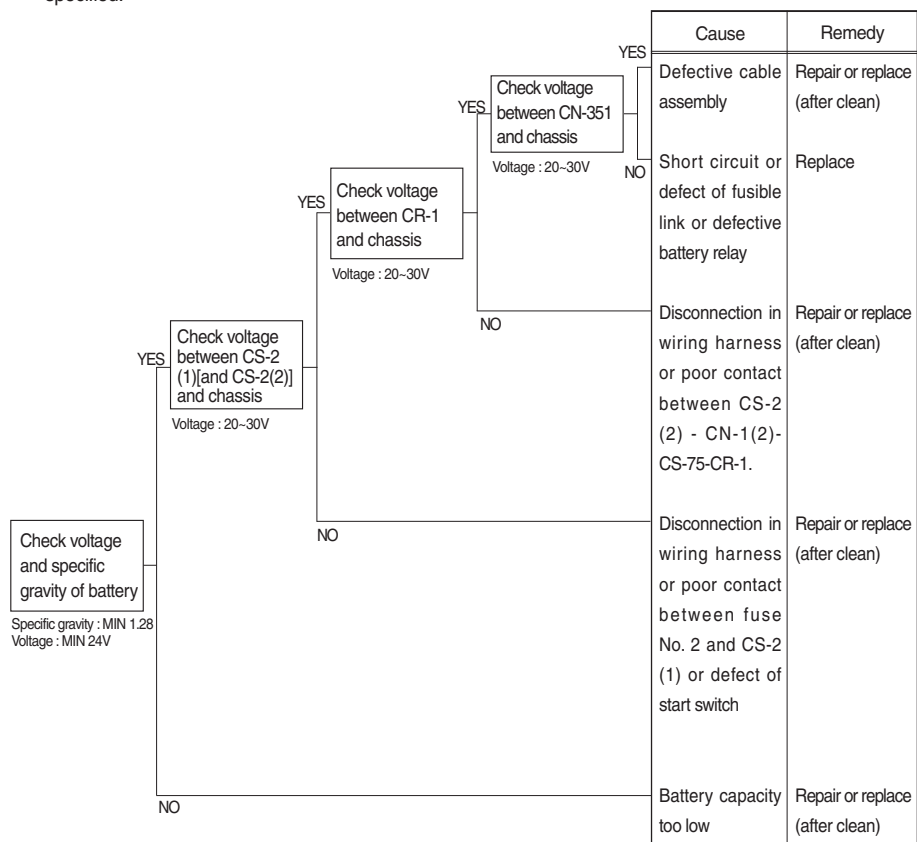 specified.
Cause
Remedy
YES
Defective cable
assembly
Repair or replace
(after clean)
YES
Check voltage
between CN-351
and chassis
Voltage : 20~30V
NO
Short circuit or
defect of fusible
link or defective
battery relay
Replace
YES
Check voltage
between CR-1
and chassis
Voltage : 20~30V
NO
Disconnection in
wiring harness
or poor contact
between CS-2
(2) - CN-1(2)-
CS-75-CR-1.
Repair or replace
(after clean)
YES
Check voltage
between CS-2
(1)[and CS-2(2)]
and chassis
Voltage : 20~30V
NO
Disconnection in
wiring harness
or poor contact
between fuse
No. 2 and CS-2
(1) or defect of
start switch
Repair or replace
(after clean)
Check voltage
and specific
gravity of battery
Specific gravity : MIN 1.28
Voltage : MIN 24V
NO
Battery capacity
too low
Repair or replace
(after clean)